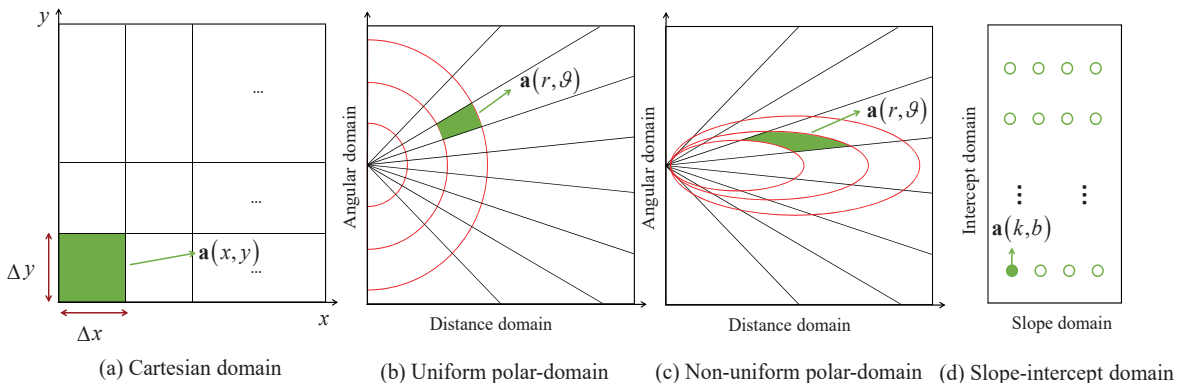 y
...
...
a(x,y)
...
Δy
x
Δx
(a) Cartesian domain
Angular domain
a(r,ϑ)
Distance domain
(b) Uniform polar-domain
Angular domain
a(r,ϑ)
Distance domain
(c) Non-uniform polar-domain
Intercept domain
⋮ ⋮
a(k,b)
Slope domain
(d) Slope-intercept domain